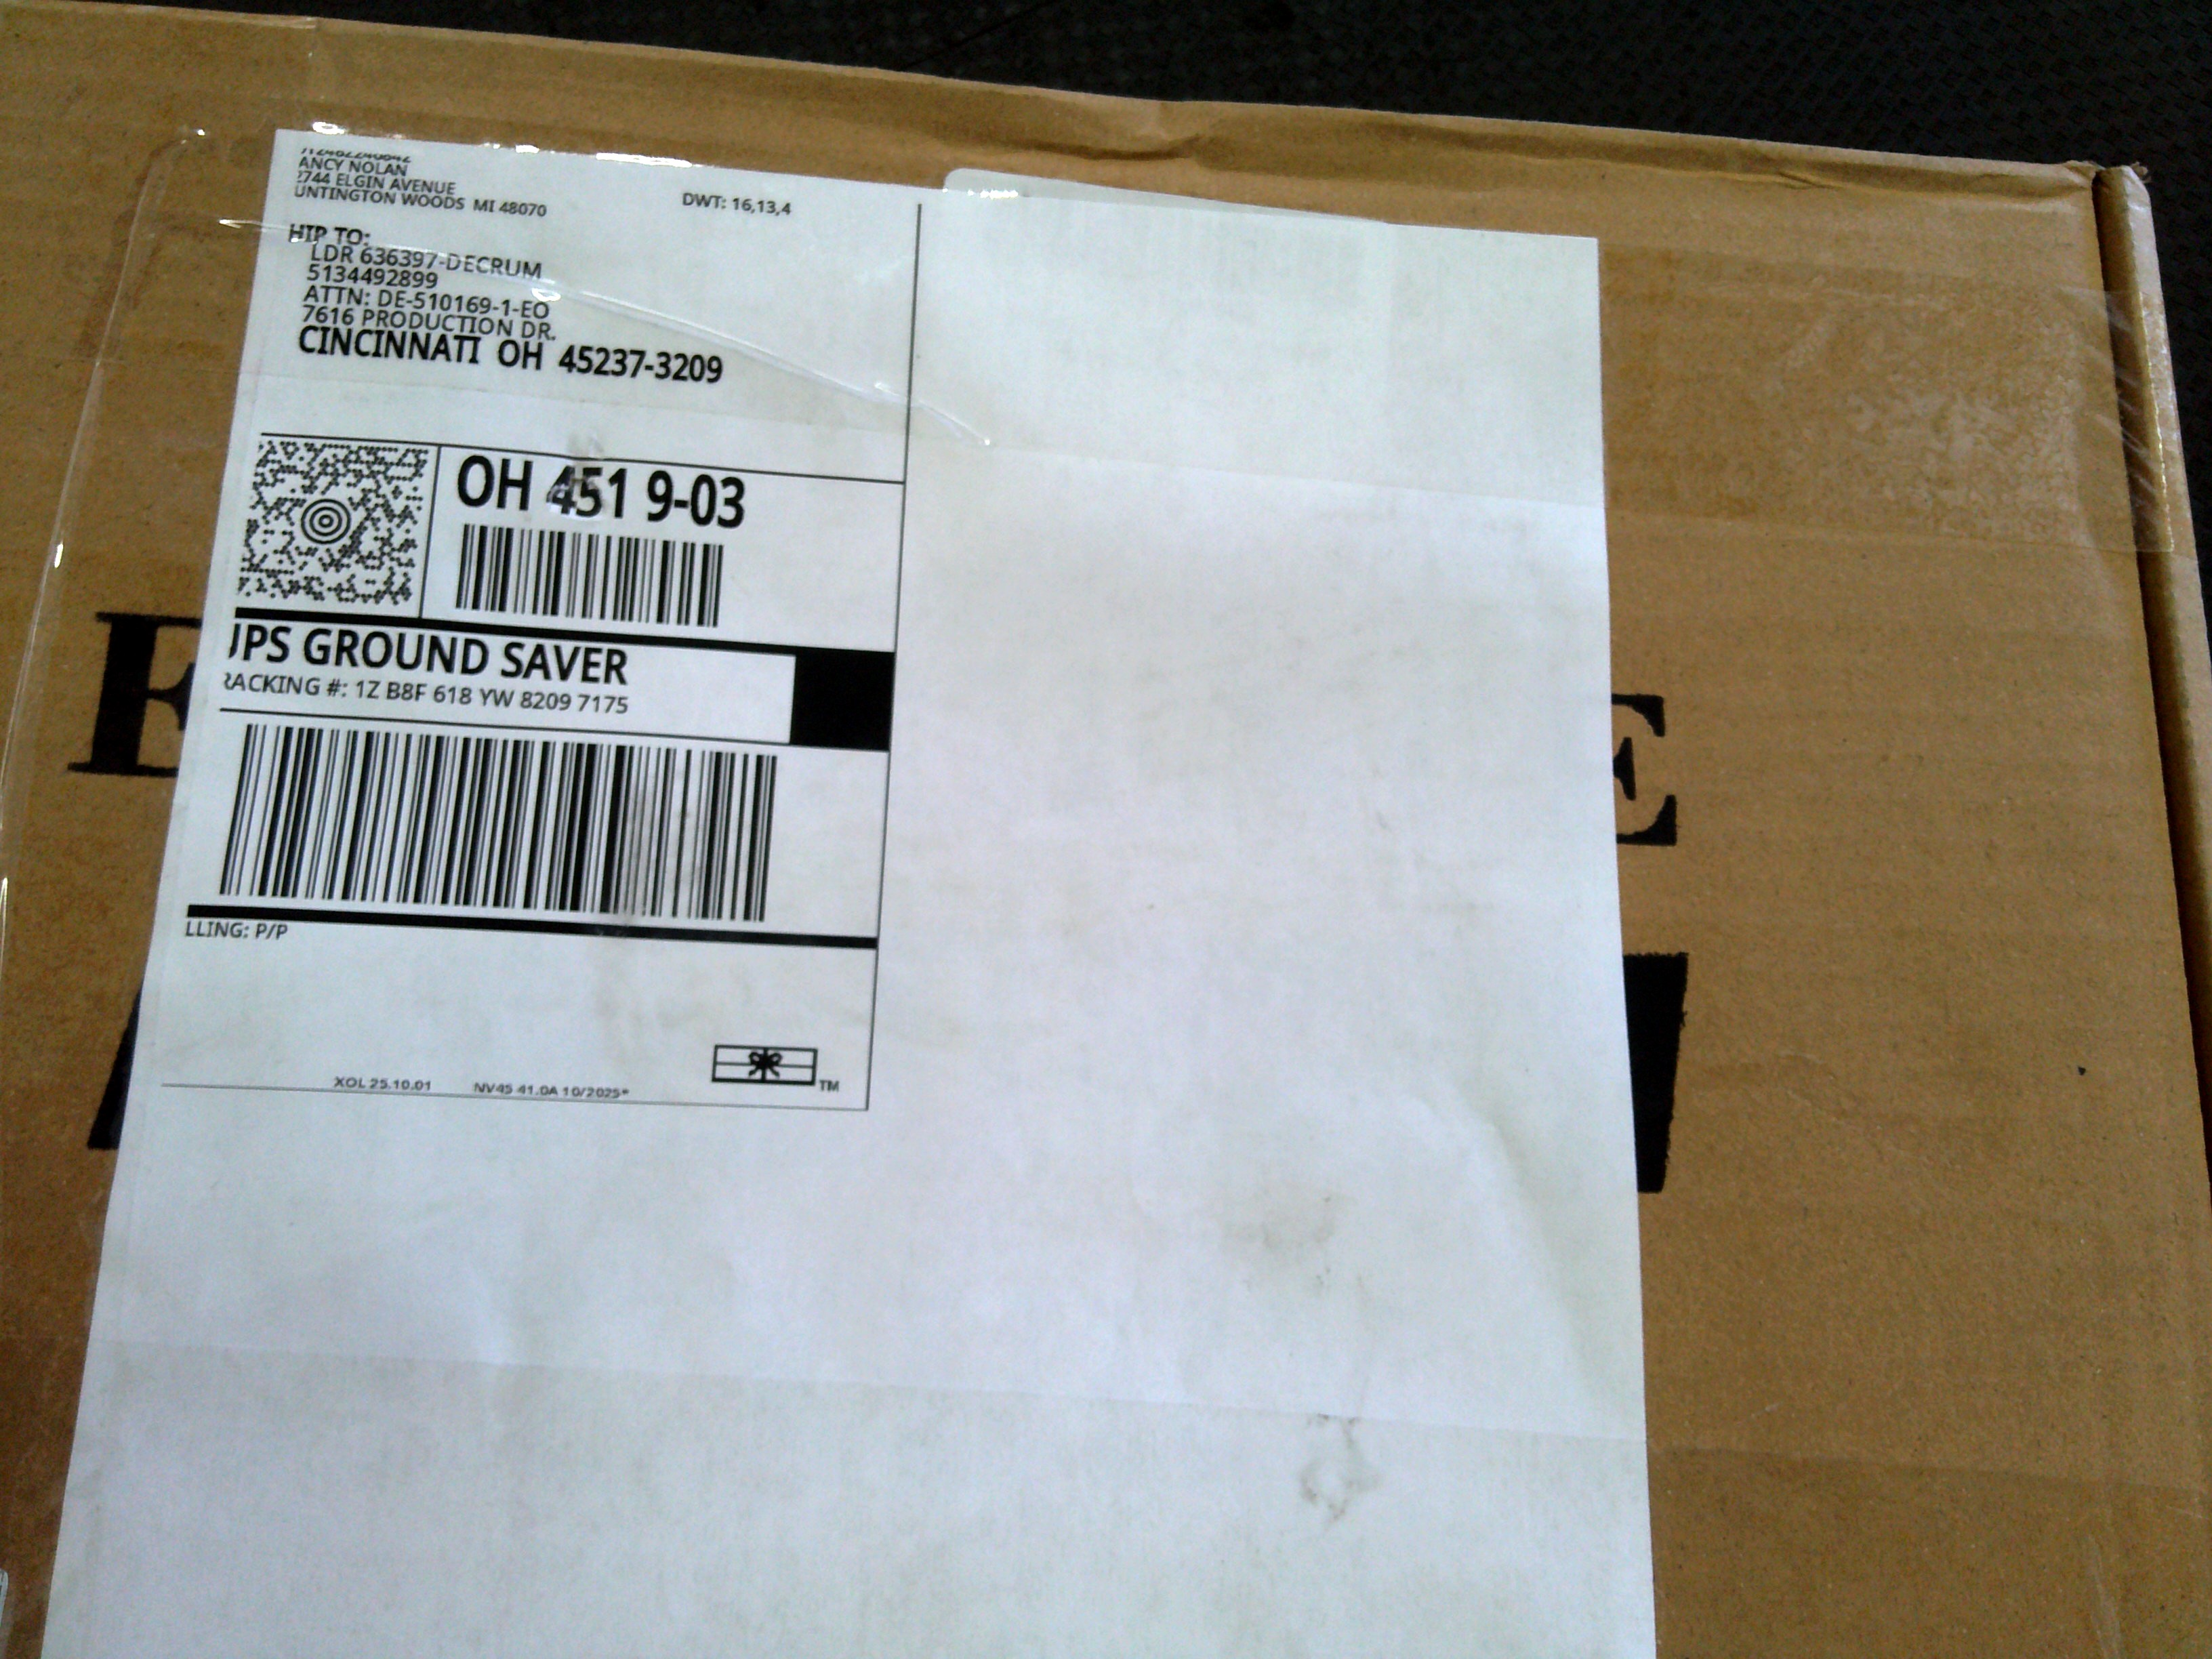 ANCY NOLAN
2744 ELGIN AVENUE
UNTINGTON WOODS MI 48070
DWT: 16,13,4
HIP TO:
LDR 636397-DECRUM
5134492899
ATTN: DE-510169-1-EO
7616 PRODUCTION DR.
CINCINNATI OH 45237-3209
OH 451 9-03
UPS GROUND SAVER
RACKING #: 1Z B8F 618 YW 8209 7175
LLING: P/P
XOL 25.10.01 NV45 41.0A 10/2025*
TM
E
E